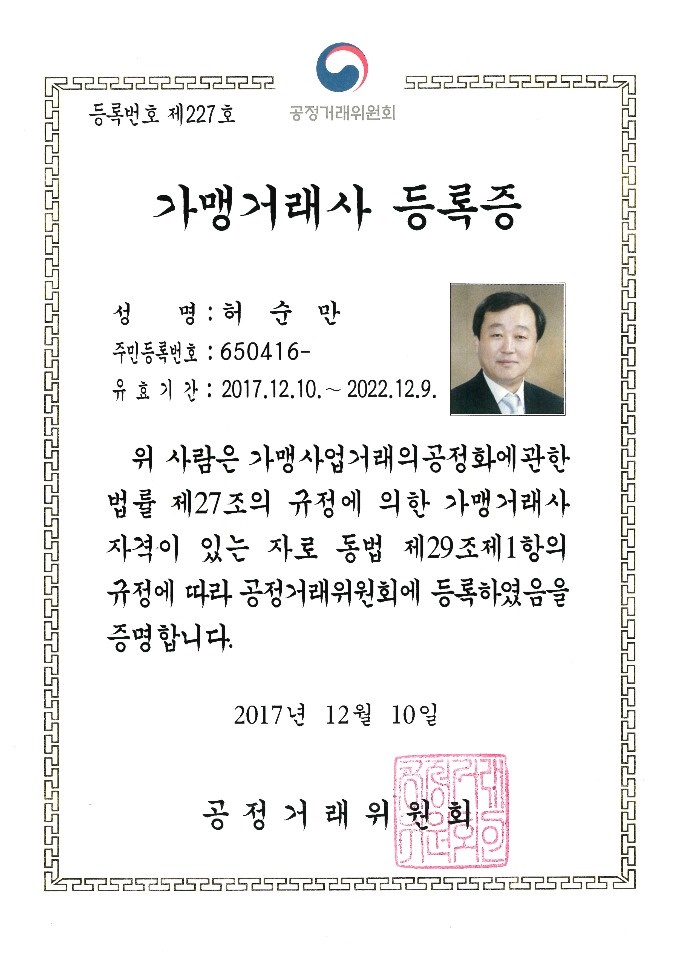 공정거래위원회
등록번호 제227호
가맹거래사 등록증
성 명 : 허 순 만
주민등록번호 : 650416-
유 효 기 간 : 2017.12.10. ~ 2022.12.9.
위 사람은 가맹사업거래의공정화에관한
법률 제27조의 규정에 의한 가맹거래사
자격이 있는 자로 동법 제29조제1항의
규정에 따라 공정거래위원회에 등록하였음을
증명합니다.
2017년 12월 10일
공정거래위원회